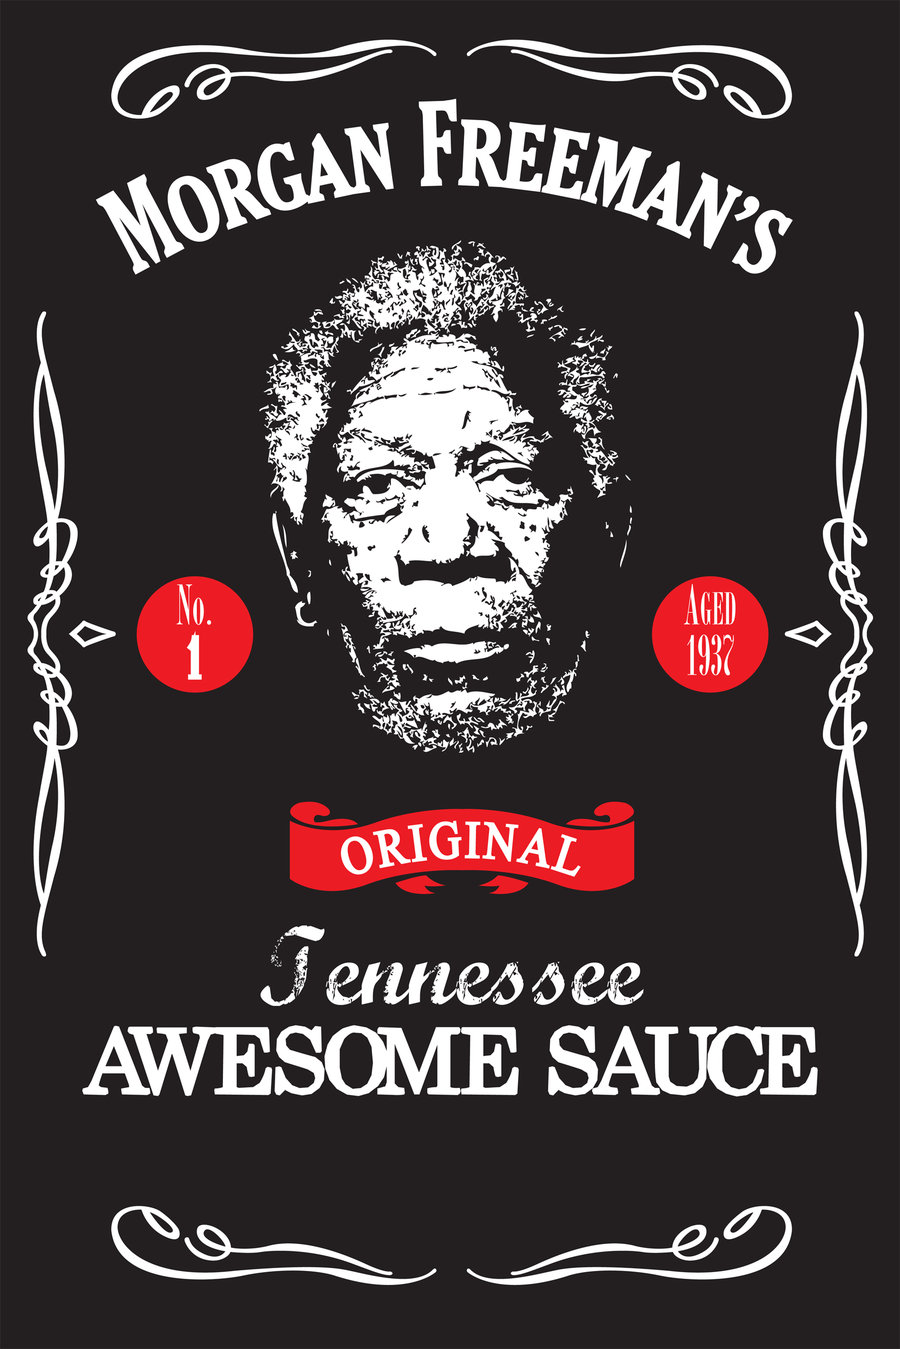 MORGAN FREEMAN'S
No.
1
AGED
1937
ORIGINAL
Tennessee
AWESOME SAUCE